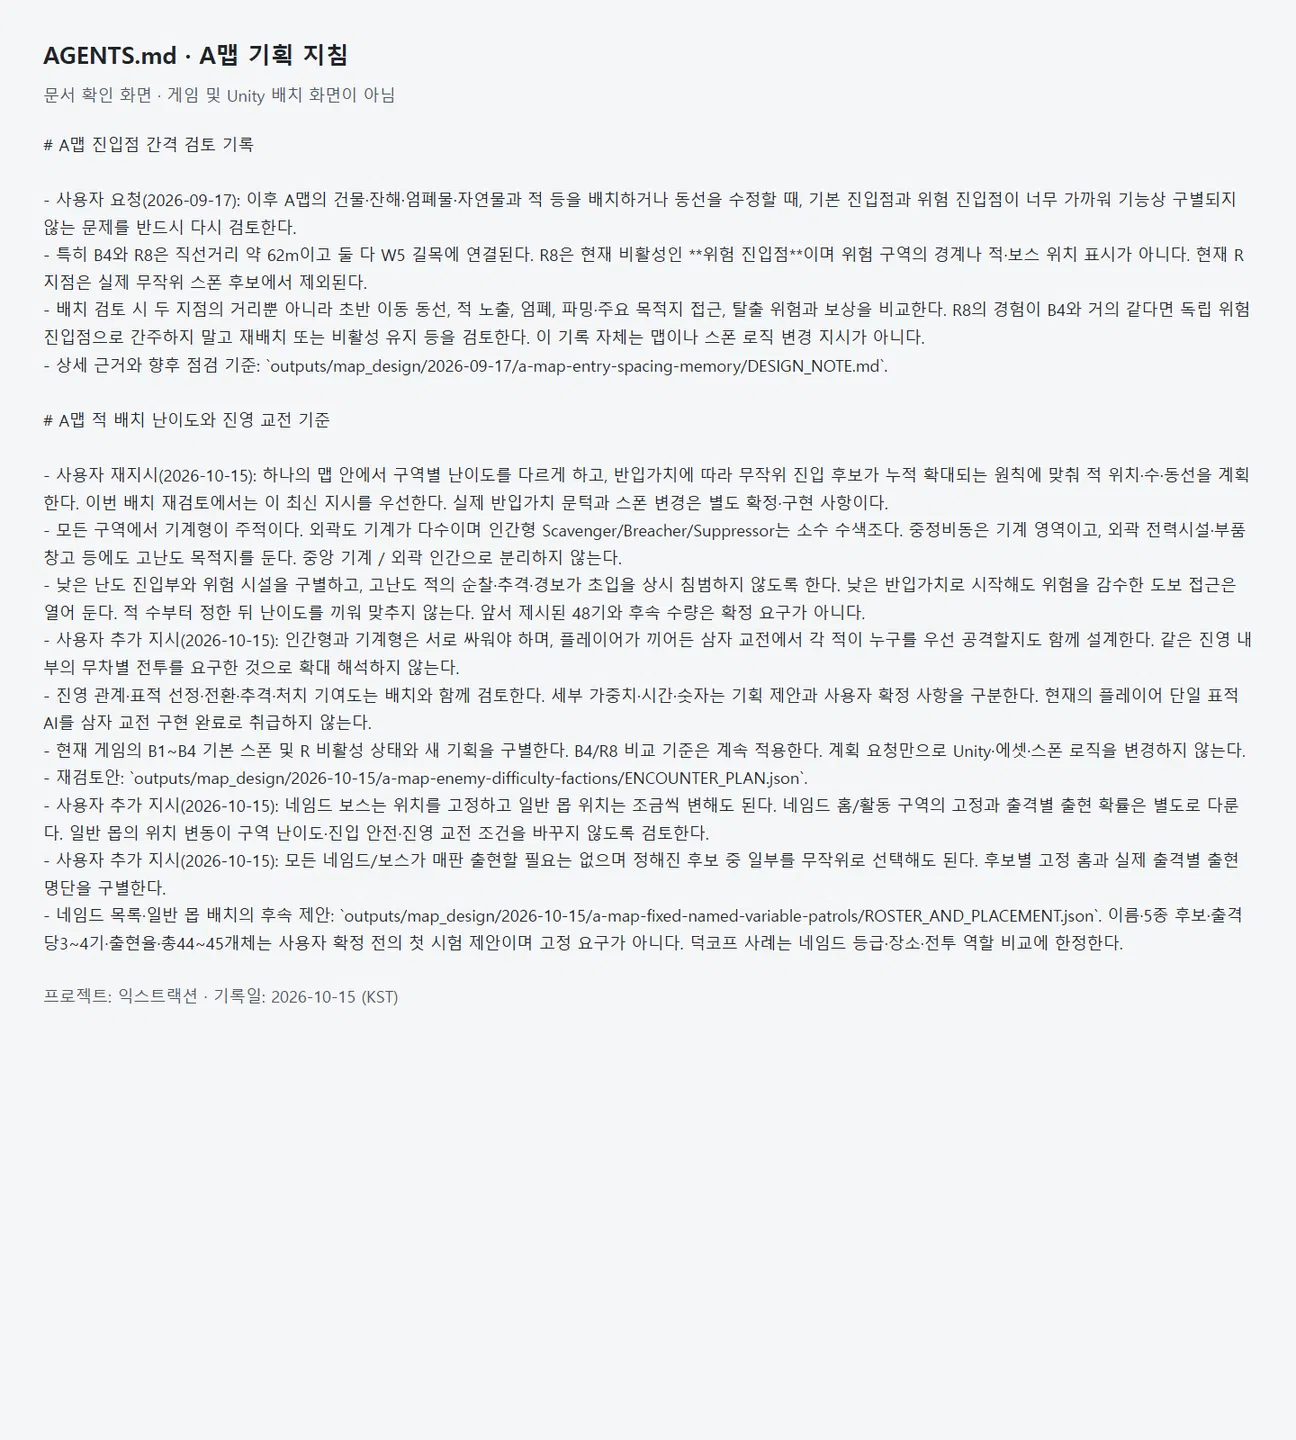 AGENTS.md · A맵 기획 지침
문서 확인 화면 · 게임 및 Unity 배치 화면이 아님
# A맵 진입점 간격 검토 기록
- 사용자 요청(2026-09-17): 이후 A맵의 건물·잔해·엄폐물·자연물과 적 등을 배치하거나 동선을 수정할 때, 기본 진입점과 위험 진입점이 너무 가까워 기능상 구별되지
않는 문제를 반드시 다시 검토한다.
- 특히 B4와 R8은 직선거리 약 62m이고 둘 다 W5 길목에 연결된다. R8은 현재 비활성인 **위험 진입점**이며 위험 구역의 경계나 적·보스 위치 표시가 아니다. 현재 R
지점은 실제 무작위 스폰 후보에서 제외된다.
- 배치 검토 시 두 지점의 거리뿐 아니라 초반 이동 동선, 적 노출, 엄폐, 파밍·주요 목적지 접근, 탈출 위험과 보상을 비교한다. R8의 경험이 B4와 거의 같다면 독립 위험
진입점으로 간주하지 말고 재배치 또는 비활성 유지 등을 검토한다. 이 기록 자체는 맵이나 스폰 로직 변경 지시가 아니다.
- 상세 근거와 향후 점검 기준: `outputs/map_design/2026-09-17/a-map-entry-spacing-memory/DESIGN_NOTE.md`.
# A맵 적 배치 난이도와 진영 교전 기준
- 사용자 재지시(2026-10-15): 하나의 맵 안에서 구역별 난이도를 다르게 하고, 반입가치에 따라 무작위 진입 후보가 누적 확대되는 원칙에 맞춰 적 위치·수·동선을 계획
한다. 이번 배치 재검토에서는 이 최신 지시를 우선한다. 실제 반입가치 문턱과 스폰 변경은 별도 확정·구현 사항이다.
- 모든 구역에서 기계형이 주적이다. 외곽도 기계가 다수이며 인간형 Scavenger/Breacher/Suppressor는 소수 수색조다. 중정비동은 기계 영역이고, 외곽 전력시설·부품
창고 등에도 고난도 목적지를 둔다. 중앙 기계 / 외곽 인간으로 분리하지 않는다.
- 낮은 난도 진입부와 위험 시설을 구별하고, 고난도 적의 순찰·추격·경보가 초입을 상시 침범하지 않도록 한다. 낮은 반입가치로 시작해도 위험을 감수한 도보 접근은
열어 둔다. 적 수부터 정한 뒤 난이도를 끼워 맞추지 않는다. 앞서 제시된 48기와 후속 수량은 확정 요구가 아니다.
- 사용자 추가 지시(2026-10-15): 인간형과 기계형은 서로 싸워야 하며, 플레이어가 끼어든 삼자 교전에서 각 적이 누구를 우선 공격할지도 함께 설계한다. 같은 진영 내
부의 무차별 전투를 요구한 것으로 확대 해석하지 않는다.
- 진영 관계·표적 선정·전환·추격·처치 기여도는 배치와 함께 검토한다. 세부 가중치·시간·숫자는 기획 제안과 사용자 확정 사항을 구분한다. 현재의 플레이어 단일 표적
AI를 삼자 교전 구현 완료로 취급하지 않는다.
- 현재 게임의 B1~B4 기본 스폰 및 R 비활성 상태와 새 기획을 구별한다. B4/R8 비교 기준은 계속 적용한다. 계획 요청만으로 Unity·에셋·스폰 로직을 변경하지 않는다.
- 재검토안: `outputs/map_design/2026-10-15/a-map-enemy-difficulty-factions/ENCOUNTER_PLAN.json`.
- 사용자 추가 지시(2026-10-15): 네임드 보스는 위치를 고정하고 일반 몹 위치는 조금씩 변해도 된다. 네임드 홈/활동 구역의 고정과 출격별 출현 확률은 별도로 다룬
다. 일반 몹의 위치 변동이 구역 난이도·진입 안전·진영 교전 조건을 바꾸지 않도록 검토한다.
- 사용자 추가 지시(2026-10-15): 모든 네임드/보스가 매판 출현할 필요는 없으며 정해진 후보 중 일부를 무작위로 선택해도 된다. 후보별 고정 홈과 실제 출격별 출현
명단을 구별한다.
- 네임드 목록·일반 몹 배치의 후속 제안: `outputs/map_design/2026-10-15/a-map-fixed-named-variable-patrols/ROSTER_AND_PLACEMENT.json`. 이름·5종 후보·출격
당3~4기·출현율·총44~45개체는 사용자 확정 전의 첫 시험 제안이며 고정 요구가 아니다. 덕코프 사례는 네임드 등급·장소·전투 역할 비교에 한정한다.
프로젝트: 익스트랙션 · 기록일: 2026-10-15 (KST)